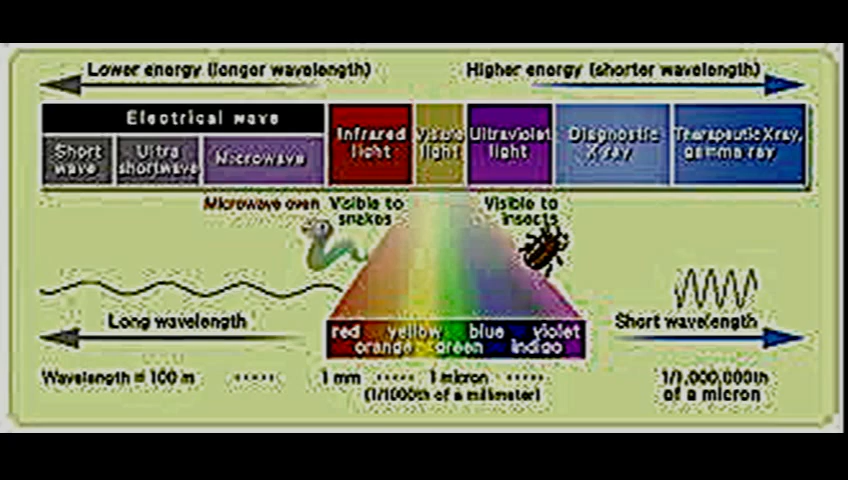 Lower energy (longer wavelength)
Higher energy (shorter wavelength)
Electrical wave
Short
wave
Ultra
shortwave
Microwave
Infrared
light
Visible
light
Ultraviolet
light
Diagnostic
X ray
Therapeutic X ray,
gamma ray
Microwave oven
Visible to
snakes
Visible to
insects
Long wavelength
red yellow blue violet
orange green indigo
Short wavelength
Wavelength = 100 m ..... 1 mm ..... 1 micron .....
(1/1000th of a millimeter)
1/1,000,000th
of a micron